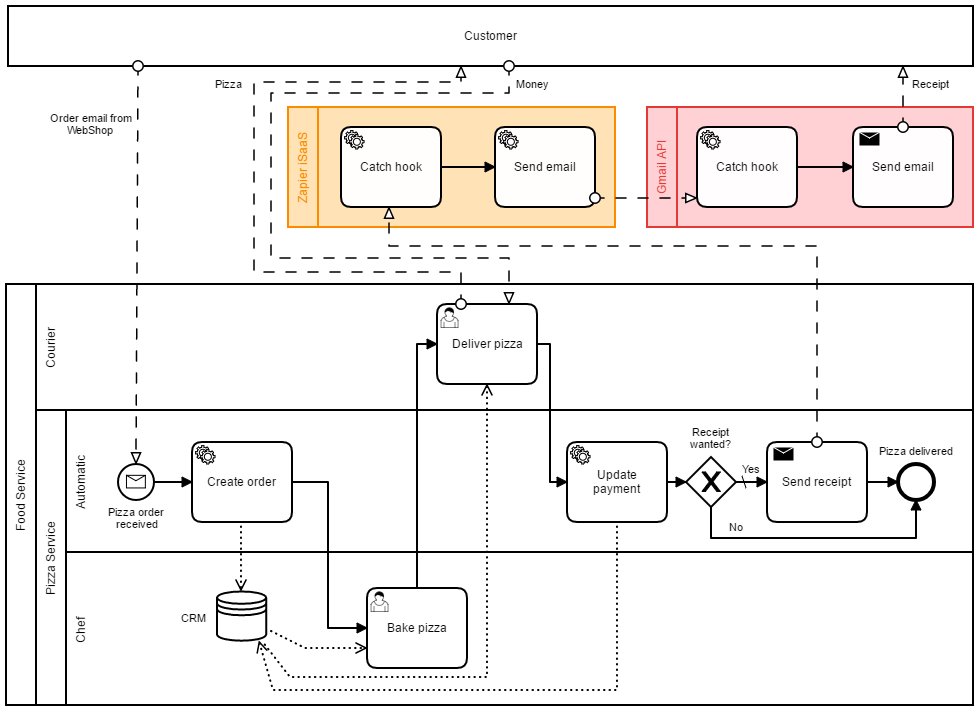 Customer
Pizza
Money
Receipt
Order email from
WebShop
Zapier iSaaS
Catch hook
Send email
Gmail API
Catch hook
Send email
Food Service
Courier
Deliver pizza
Pizza Service
Automatic
Pizza order
received
Create order
Update
payment
Receipt
wanted?
Yes
No
Send receipt
Pizza delivered
Chef
CRM
Bake pizza